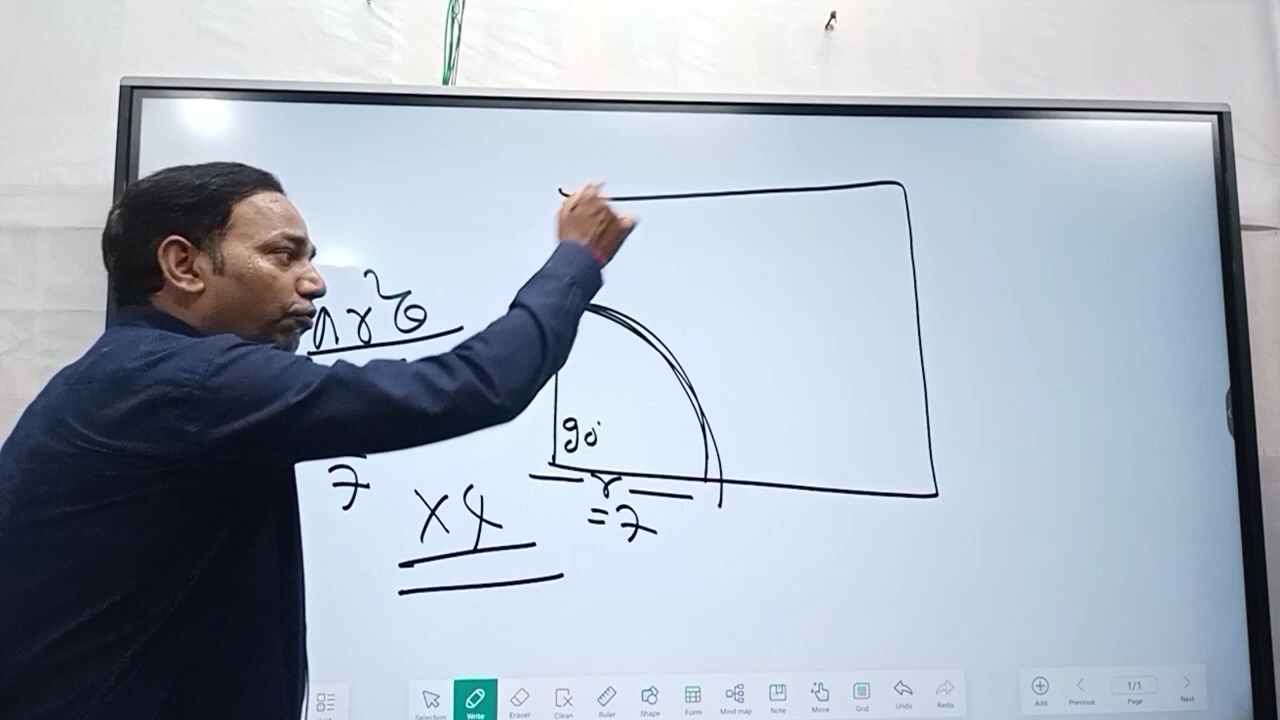 πr²θ
90°
7
r
= 7
×4
Selection Write Eraser Clean Ruler Shape Form Mind map Note Move Grid Undo Redo Add Previous 1/1 Page Next